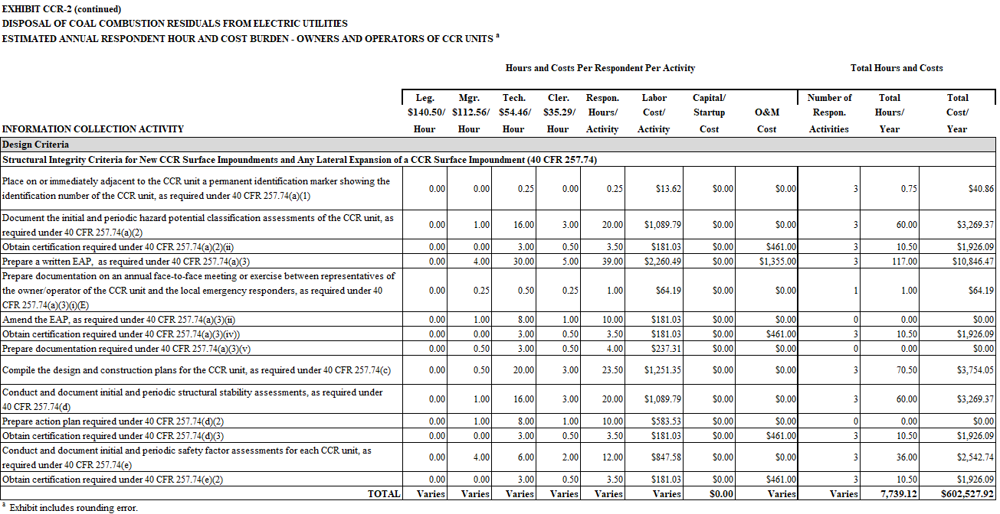 EXHIBIT CCR-2 (continued)
DISPOSAL OF COAL COMBUSTION RESIDUALS FROM ELECTRIC UTILITIES
ESTIMATED ANNUAL RESPONDENT HOUR AND COST BURDEN - OWNERS AND OPERATORS OF CCR UNITS a
Hours and Costs Per Respondent Per Activity Total Hours and Costs
Leg. Mgr. Tech. Cler. Respon. Labor Capital/ Number of Total Total
$140.50/ $112.56/ $54.46/ $35.29/ Hours/ Cost/ Startup O&M Respon. Hours/ Cost/
INFORMATION COLLECTION ACTIVITY Hour Hour Hour Hour Activity Activity Cost Cost Activities Year Year
Design Criteria
Structural Integrity Criteria for New CCR Surface Impoundments and Any Lateral Expansion of a CCR Surface Impoundment (40 CFR 257.74)
Place on or immediately adjacent to the CCR unit a permanent identification marker showing the
identification number of the CCR unit, as required under 40 CFR 257.74(a)(1) 0.00 0.00 0.25 0.00 0.25 $13.62 $0.00 $0.00 3 0.75 $40.86
Document the initial and periodic hazard potential classification assessments of the CCR unit, as
required under 40 CFR 257.74(a)(2) 0.00 1.00 16.00 3.00 20.00 $1,089.79 $0.00 $0.00 3 60.00 $3,269.37
Obtain certification required under 40 CFR 257.74(a)(2)(ii) 0.00 0.00 3.00 0.50 3.50 $181.03 $0.00 $461.00 3 10.50 $1,926.09
Prepare a written EAP, as required under 40 CFR 257.74(a)(3) 0.00 4.00 30.00 5.00 39.00 $2,260.49 $0.00 $1,355.00 3 117.00 $10,846.47
Prepare documentation on an annual face-to-face meeting or exercise between representatives of
the owner/operator of the CCR unit and the local emergency responders, as required under 40 0.00 0.25 0.50 0.25 1.00 $64.19 $0.00 $0.00 1 1.00 $64.19
CFR 257.74(a)(3)(i)(E)
Amend the EAP, as required under 40 CFR 257.74(a)(3)(ii) 0.00 1.00 8.00 1.00 10.00 $181.03 $0.00 $0.00 0 0.00 $0.00
Obtain certification required under 40 CFR 257.74(a)(3)(iv)) 0.00 0.00 3.00 0.50 3.50 $181.03 $0.00 $461.00 3 10.50 $1,926.09
Prepare documentation required under 40 CFR 257.74(a)(3)(v) 0.00 0.50 3.00 0.50 4.00 $237.31 $0.00 $0.00 0 0.00 $0.00
Compile the design and construction plans for the CCR unit, as required under 40 CFR 257.74(c) 0.00 0.50 20.00 3.00 23.50 $1,251.35 $0.00 $0.00 3 70.50 $3,754.05
Conduct and document initial and periodic structural stability assessments, as required under
40 CFR 257.74(d) 0.00 1.00 16.00 3.00 20.00 $1,089.79 $0.00 $0.00 3 60.00 $3,269.37
Prepare action plan required under 40 CFR 257.74(d)(2) 0.00 1.00 8.00 1.00 10.00 $583.53 $0.00 $0.00 0 0.00 $0.00
Obtain certification required under 40 CFR 257.74(d)(3) 0.00 0.00 3.00 0.50 3.50 $181.03 $0.00 $461.00 3 10.50 $1,926.09
Conduct and document initial and periodic safety factor assessments for each CCR unit, as
required under 40 CFR 257.74(e) 0.00 4.00 6.00 2.00 12.00 $847.58 $0.00 $0.00 3 36.00 $2,542.74
Obtain certification required under 40 CFR 257.74(e)(2) 0.00 0.00 3.00 0.50 3.50 $181.03 $0.00 $461.00 3 10.50 $1,926.09
TOTAL Varies Varies Varies Varies Varies Varies $0.00 Varies Varies 7,739.12 $602,527.92
a Exhibit includes rounding error.